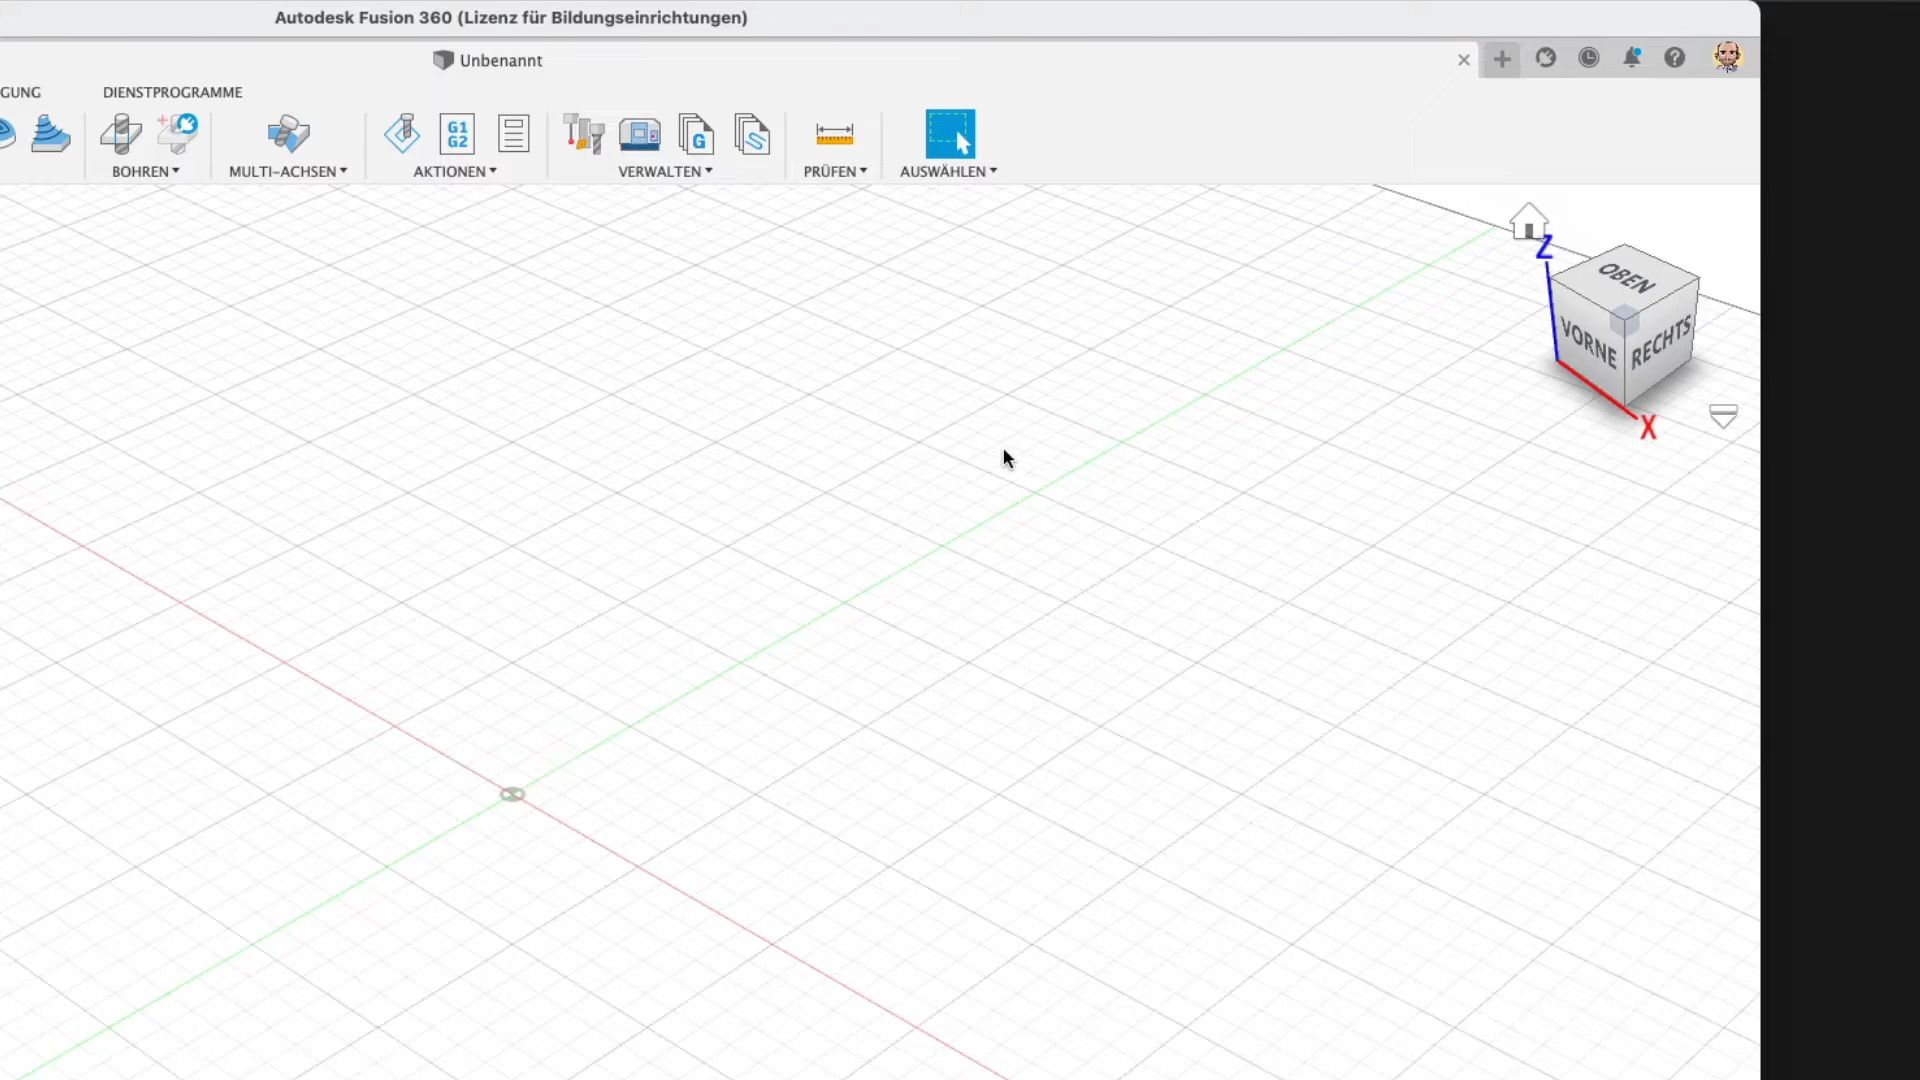 Autodesk Fusion 360 (Lizenz für Bildungseinrichtungen)
Unbenannt
GUNG
DIENSTPROGRAMME
G1
G2
G
BOHREN
MULTI-ACHSEN
AKTIONEN
VERWALTEN
PRÜFEN
AUSWÄHLEN
Z
OBEN
VORNE
RECHTS
X